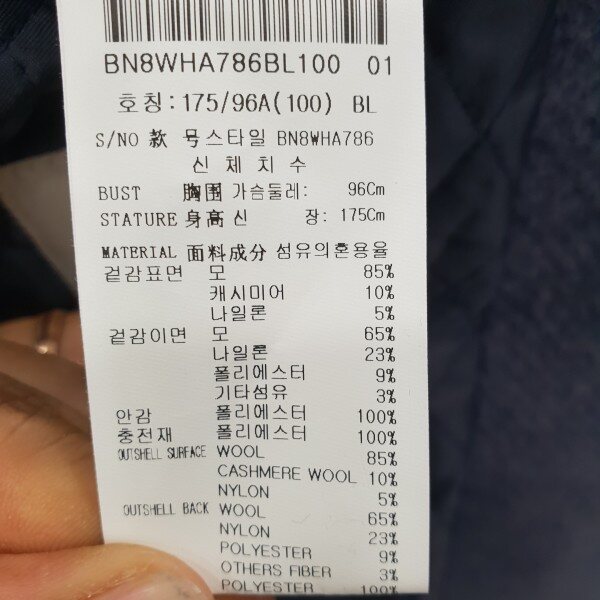 BN8WHA786BL100 01
호칭: 175/96A(100) BL
S/NO 款 号스타일 BN8WHA786
신체치수
BUST 胸围 가슴둘레: 96Cm
STATURE 身高 신 장: 175Cm
MATERIAL 面料成分 섬유의혼용율
겉감표면 모 85%
캐시미어 10%
나일론 5%
겉감이면 모 65%
나일론 23%
폴리에스터 9%
기타섬유 3%
안감 폴리에스터 100%
충전재 폴리에스터 100%
OUTSHELL SURFACE WOOL 85%
CASHMERE WOOL 10%
NYLON 5%
OUTSHELL BACK WOOL 65%
NYLON 23%
POLYESTER 9%
OTHERS FIBER 3%
POLYESTER 100%